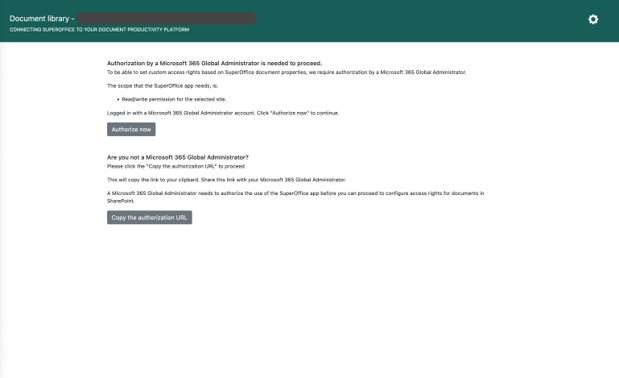 Document library -
CONNECTING SUPEROFFICE TO YOUR DOCUMENT PRODUCTIVITY PLATFORM
Authorization by a Microsoft 365 Global Administrator is needed to proceed.
To be able to set custom access rights based on SuperOffice document properties, we require authorization by a Microsoft 365 Global Administrator.
The scope that the SuperOffice app needs, is:
• Read/write permission for the selected site.
Logged in with a Microsoft 365 Global Administrator account. Click "Authorize now" to continue.
Authorize now
Are you not a Microsoft 365 Global Administrator?
Please click the "Copy the authorization URL" to proceed
This will copy the link to your clipbard. Share this link with your Microsoft 365 Global Administrator.
A Microsoft 365 Global Administrator needs to authorize the use of the SuperOffice app before you can proceed to configure access rights for documents in
SharePoint.
Copy the authorization URL